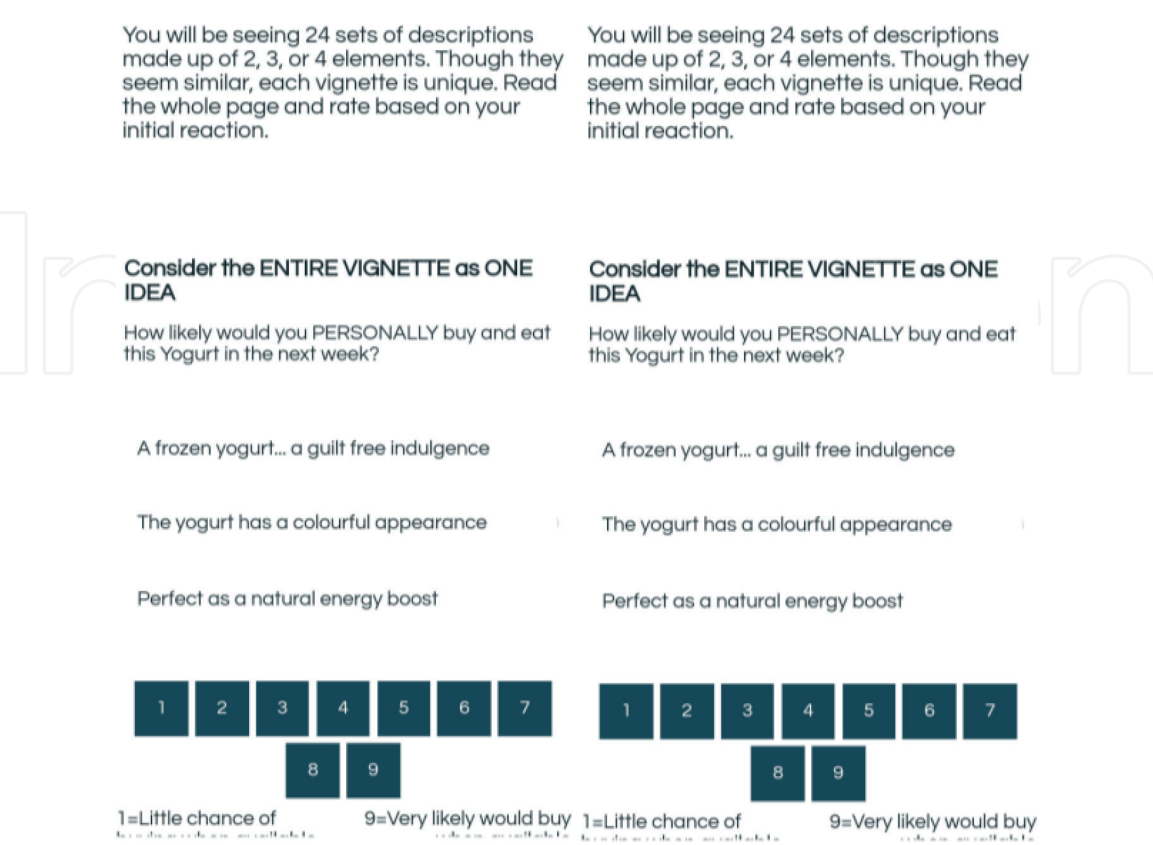 You will be seeing 24 sets of descriptions
made up of 2, 3, or 4 elements. Though they
seem similar, each vignette is unique. Read
the whole page and rate based on your
initial reaction.
Consider the ENTIRE VIGNETTE as ONE
IDEA
How likely would you PERSONALLY buy and eat
this Yogurt in the next week?
A frozen yogurt... a guilt free indulgence
The yogurt has a colourful appearance
Perfect as a natural energy boost
1 2 3 4 5 6 7
8 9
1=Little chance of 9=Very likely would buy
You will be seeing 24 sets of descriptions
made up of 2, 3, or 4 elements. Though they
seem similar, each vignette is unique. Read
the whole page and rate based on your
initial reaction.
Consider the ENTIRE VIGNETTE as ONE
IDEA
How likely would you PERSONALLY buy and eat
this Yogurt in the next week?
A frozen yogurt... a guilt free indulgence
The yogurt has a colourful appearance
Perfect as a natural energy boost
1 2 3 4 5 6 7
8 9
1=Little chance of 9=Very likely would buy